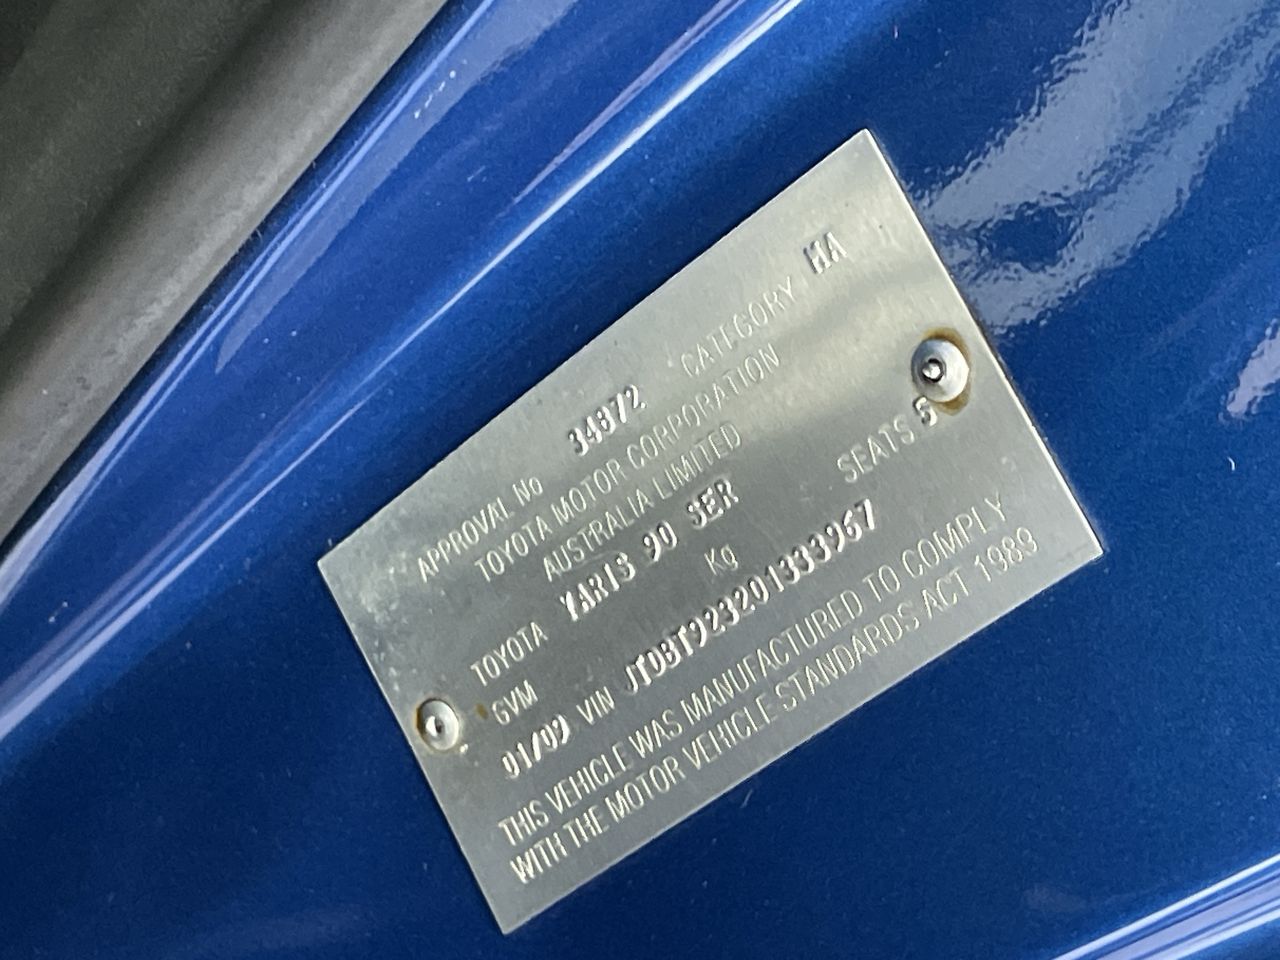 APPROVAL No 34872 CATEGORY MA
TOYOTA MOTOR CORPORATION
AUSTRALIA LIMITED
TOYOTA YARIS 90 SER
GVM Kg SEATS 5
01/09 VIN JTDBT923201333967
THIS VEHICLE WAS MANUFACTURED TO COMPLY
WITH THE MOTOR VEHICLE STANDARDS ACT 1989